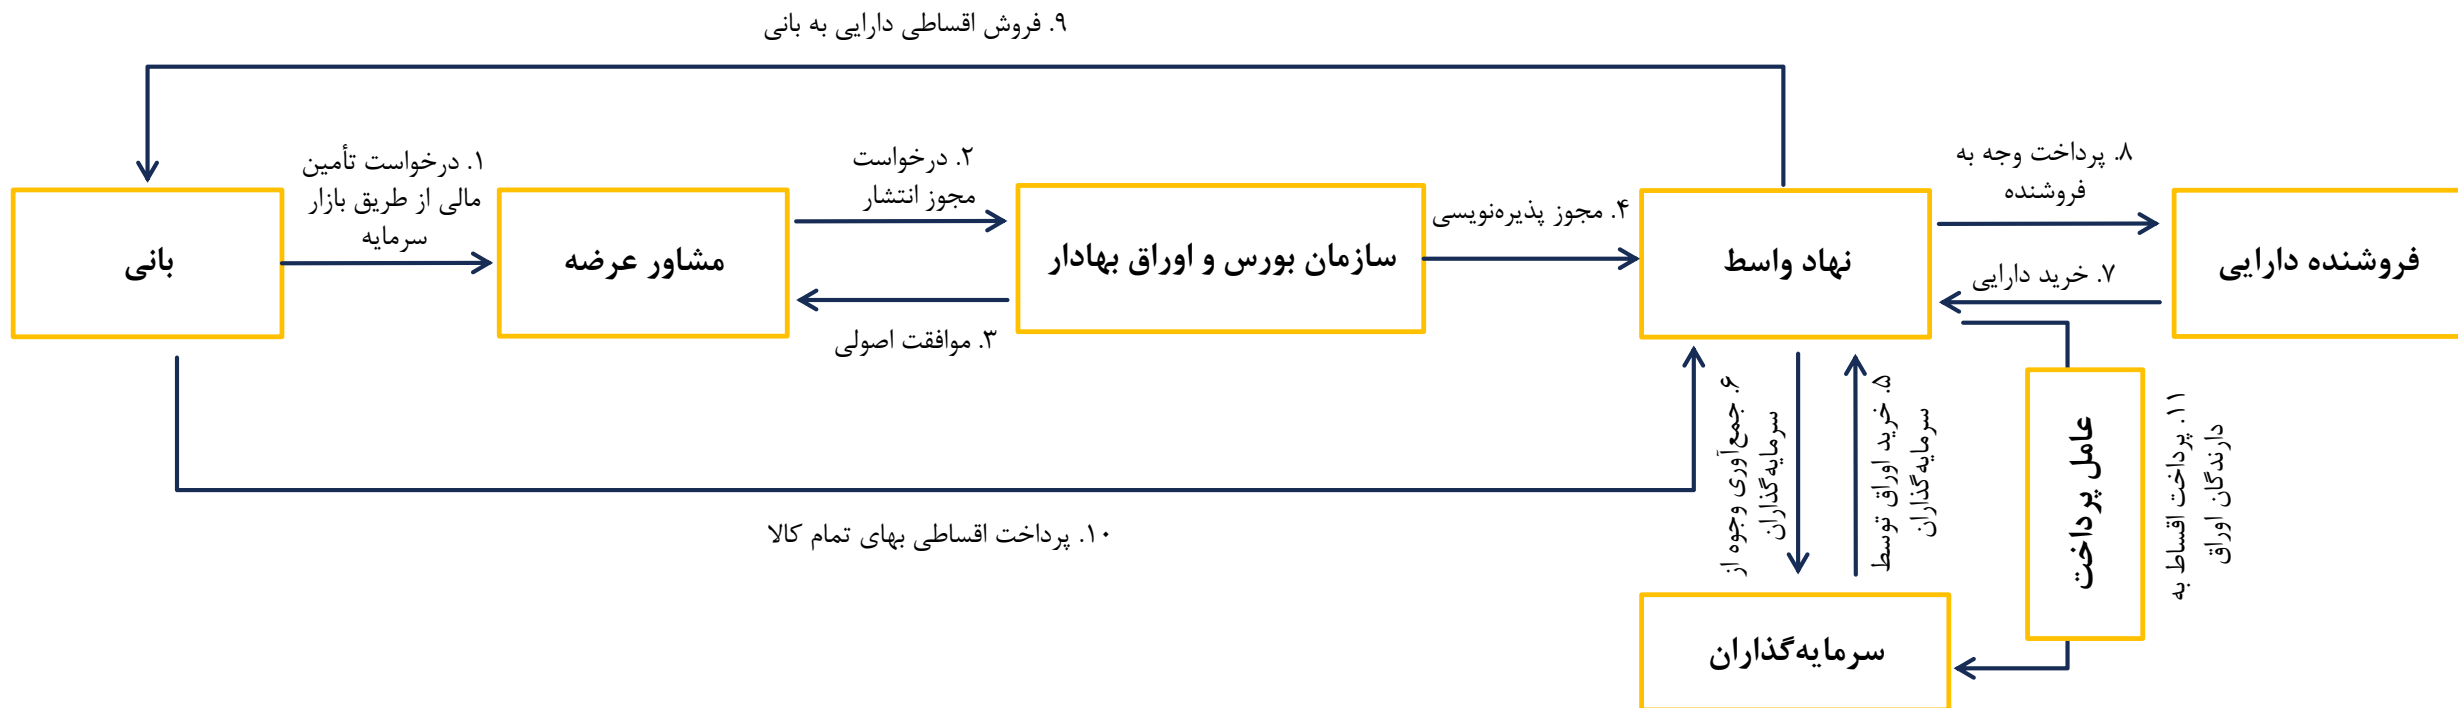 ۹. فروش اقساطی دارایی به بانی
۱. درخواست تأمین
مالی از طریق بازار
سرمایه
۲. درخواست
مجوز انتشار
۴. مجوز پذیره‌نویسی
۸. پرداخت وجه به
فروشنده
بانی
مشاور عرضه
سازمان بورس و اوراق بهادار
نهاد واسط
فروشنده دارایی
۷. خرید دارایی
۳. موافقت اصولی
۶. جمع‌آوری وجوه از
سرمایه‌گذاران
۵. خرید اوراق توسط
سرمایه‌گذاران
عامل پرداخت
۱۱. پرداخت اقساط به
دارندگان اوراق
۱۰. پرداخت اقساطی بهای تمام کالا
سرمایه‌گذاران